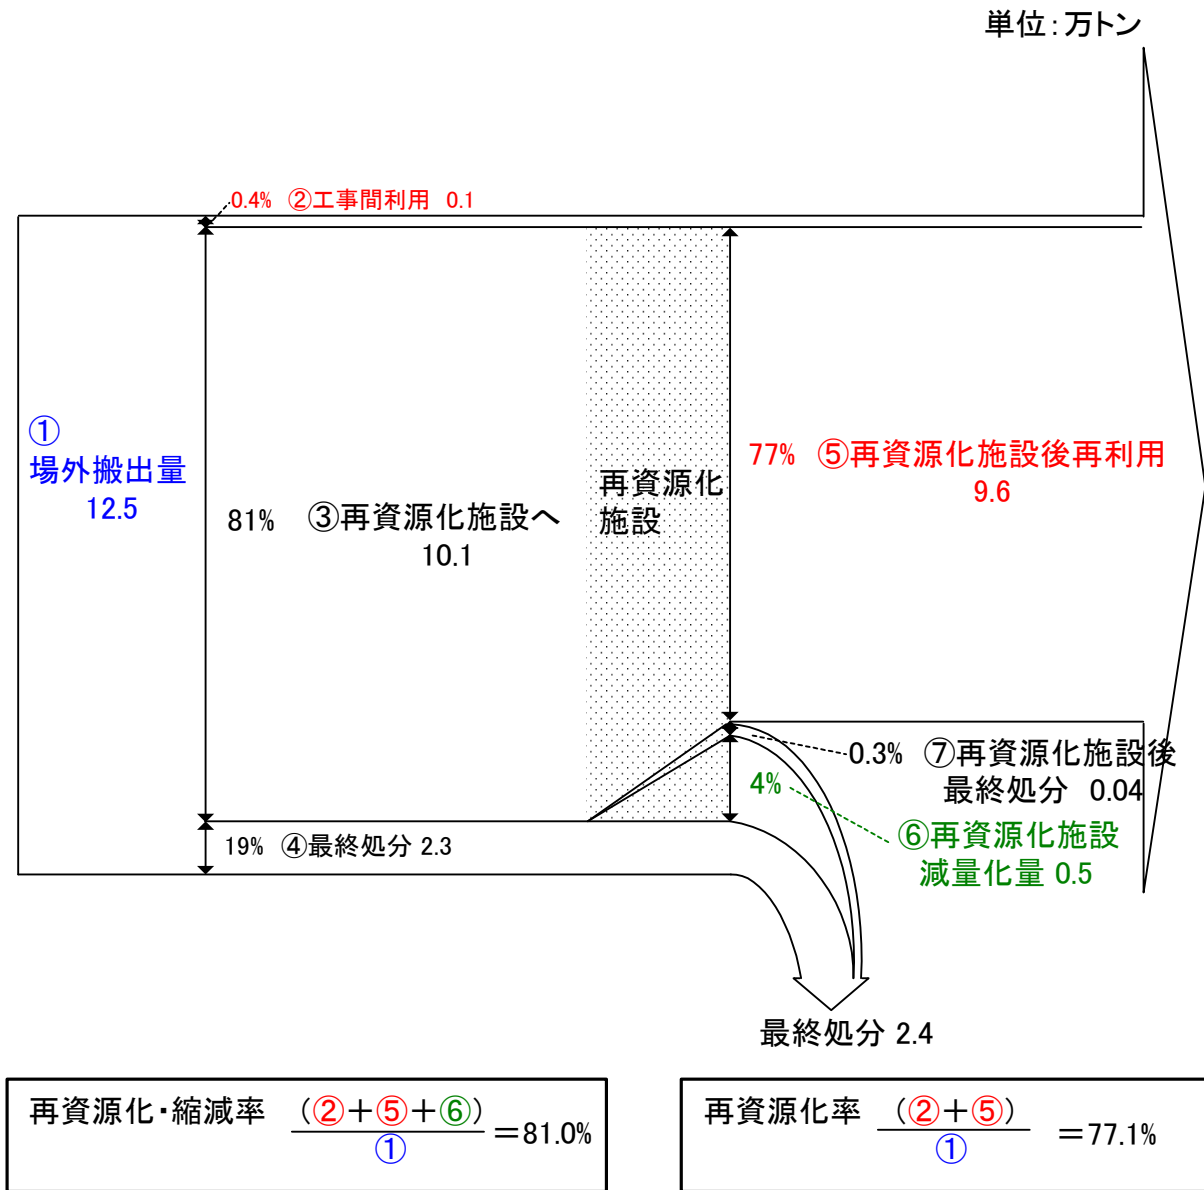 単位：万トン
0.4% ②工事間利用 0.1
①
場外搬出量
12.5
81% ③再資源化施設へ
10.1
再資源化
施設
77% ⑤再資源化施設後再利用
9.6
0.3% ⑦再資源化施設後
最終処分 0.04
4%
⑥再資源化施設
減量化量 0.5
19% ④最終処分 2.3
最終処分 2.4
再資源化・縮減率 (②＋⑤＋⑥)
①
＝81.0%
再資源化率 (②＋⑤)
①
＝77.1%